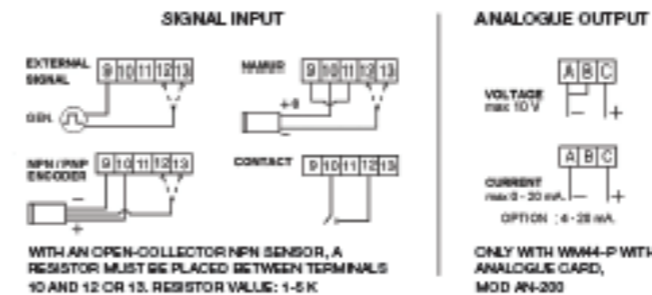 SIGNAL INPUT
EXTERNAL
SIGNAL
9 10 11 12 13
GEN.
NAMUR
9 10 11 12 13
+
–
NPN / PNP
ENCODER
9 10 11 12 13
–
+
CONTACT
9 10 11 12 13
WITH AN OPEN-COLLECTOR NPN SENSOR, A
RESISTOR MUST BE PLACED BETWEEN TERMINALS
10 AND 12 OR 13. RESISTOR VALUE: 1-5 K
ANALOGUE OUTPUT
A B C
VOLTAGE
max 10 V
– +
A B C
CURRENT
max 0 - 20 mA.
– +
OPTION : 4 - 20 mA.
ONLY WITH WM44-P WITH
ANALOGUE CARD,
MOD AN-200